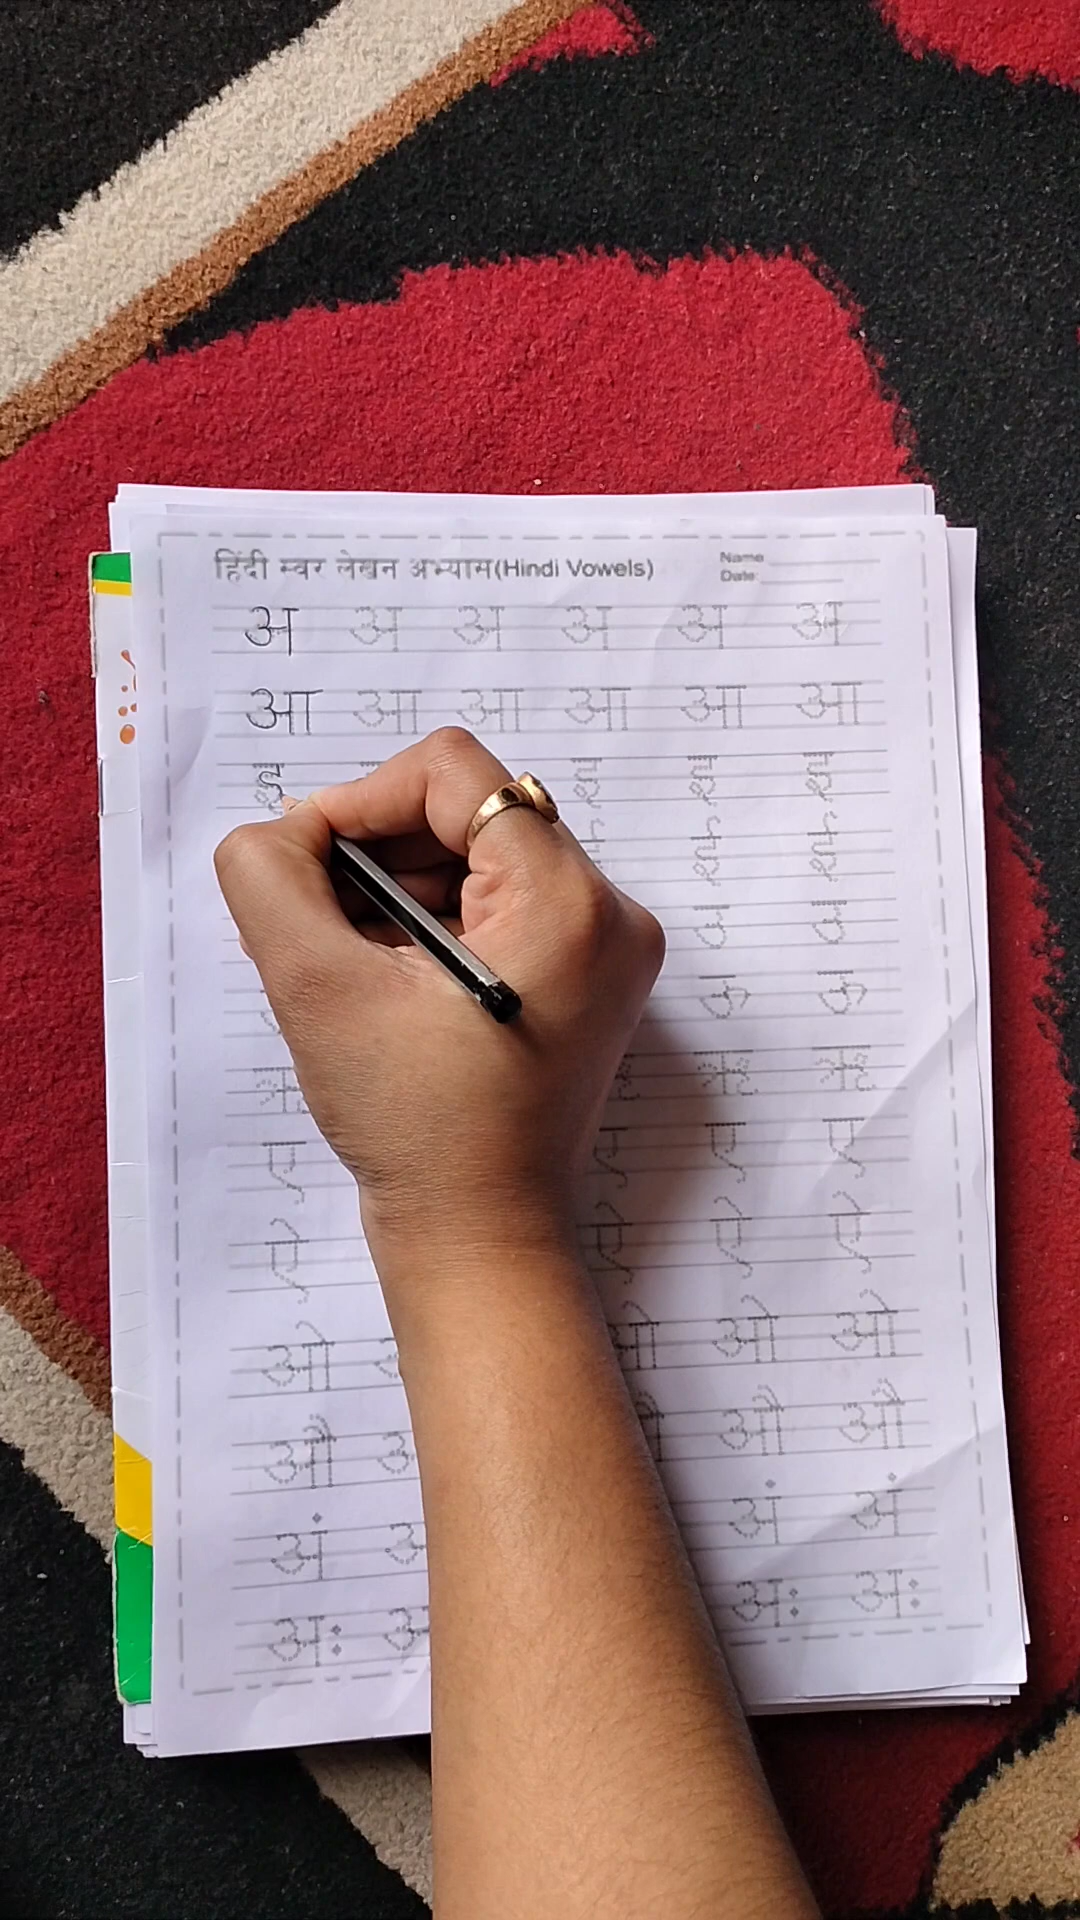 हिंदी स्वर लेखन अभ्यास(Hindi Vowels) Name
Date:
अ अ अ अ अ अ
आ आ आ आ आ आ
इ इ इ इ
ई ई
उ उ
ऊ ऊ
ऋ ऋ ऋ
ए ए ए ए
ऐ ऐ ऐ ऐ
ओ ओ ओ
औ औ औ
अं अं अं
अः अः अः